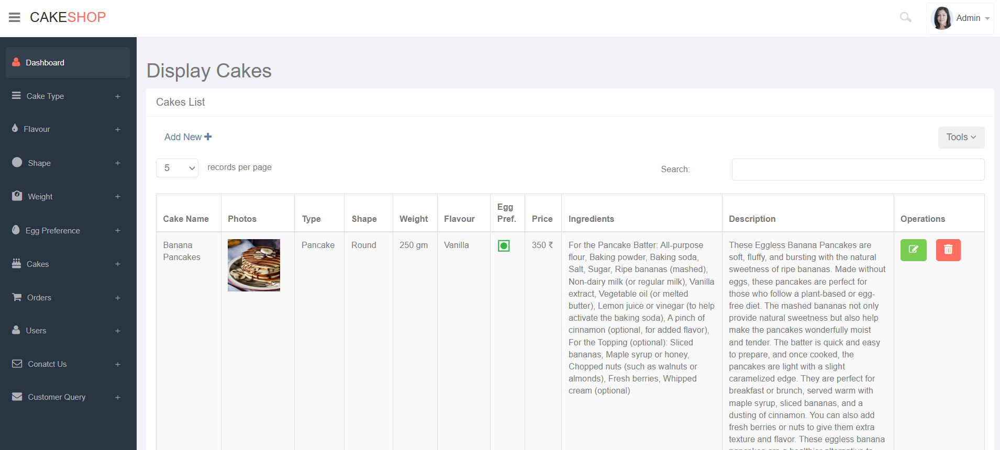 CAKESHOP
Admin
Dashboard
Cake Type
Flavour
Shape
Weight
Egg Preference
Cakes
Orders
Users
Conatct Us
Customer Query
Display Cakes
Cakes List
Add New
Tools
5 records per page
Search:
Cake Name Photos Type Shape Weight Flavour Egg Pref. Price Ingredients Description Operations
Banana
Pancakes
Pancake
Round
250 gm
Vanilla
350 ₹
For the Pancake Batter: All-purpose
flour, Baking powder, Baking soda,
Salt, Sugar, Ripe bananas (mashed),
Non-dairy milk (or regular milk), Vanilla
extract, Vegetable oil (or melted
butter), Lemon juice or vinegar (to help
activate the baking soda), A pinch of
cinnamon (optional, for added flavor),
For the Topping (optional): Sliced
bananas, Maple syrup or honey,
Chopped nuts (such as walnuts or
almonds), Fresh berries, Whipped
cream (optional)
These Eggless Banana Pancakes are
soft, fluffy, and bursting with the natural
sweetness of ripe bananas. Made without
eggs, these pancakes are perfect for
those who follow a plant-based or egg-
free diet. The mashed bananas not only
provide natural sweetness but also help
make the pancakes wonderfully moist
and tender. The batter is quick and easy
to prepare, and once cooked, the
pancakes are light with a slight
caramelized edge. They are perfect for
breakfast or brunch, served warm with
maple syrup, sliced bananas, and a
dusting of cinnamon. You can also add
fresh berries or nuts to give them extra
texture and flavor. These eggless banana